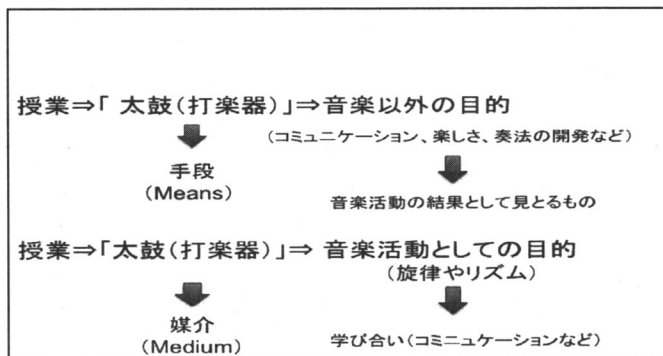 授業⇒「 太鼓(打楽器)」⇒音楽以外の目的
(コミュニケーション、楽しさ、奏法の開発など)
手段
(Means)
音楽活動の結果として見とるもの
授業⇒「太鼓(打楽器)」⇒ 音楽活動としての目的
(旋律やリズム)
媒介
(Medium)
学び合い(コミニュケーションなど)